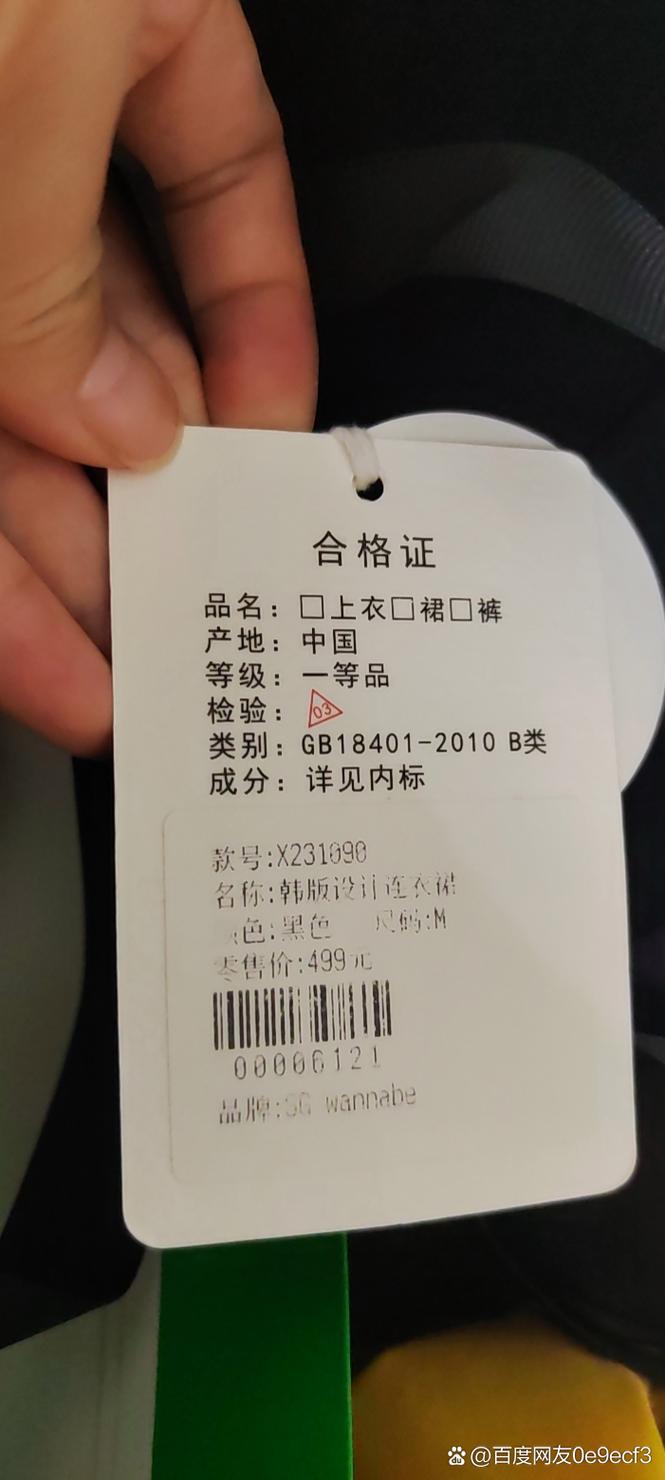 合格证
品名：□上衣□裙□裤
产地：中国
等级：一等品
检验：03
类别：GB18401-2010 B类
成分：详见内标
款号:X231090
名称:韩版设计连衣裙
色:黑色 尺码:M
零售价:499元
00006121
品牌:SG wannabe
@百度网友0e9ecf3